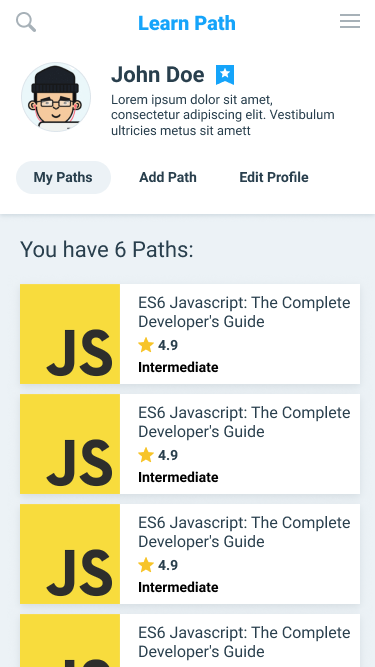 Learn Path
John Doe
Lorem ipsum dolor sit amet,
consectetur adipiscing elit. Vestibulum
ultricies metus sit amett
My Paths
Add Path
Edit Profile
You have 6 Paths:
JS
ES6 Javascript: The Complete
Developer's Guide
4.9
Intermediate
JS
ES6 Javascript: The Complete
Developer's Guide
4.9
Intermediate
JS
ES6 Javascript: The Complete
Developer's Guide
4.9
Intermediate
JS
ES6 Javascript: The Complete
Developer's Guide